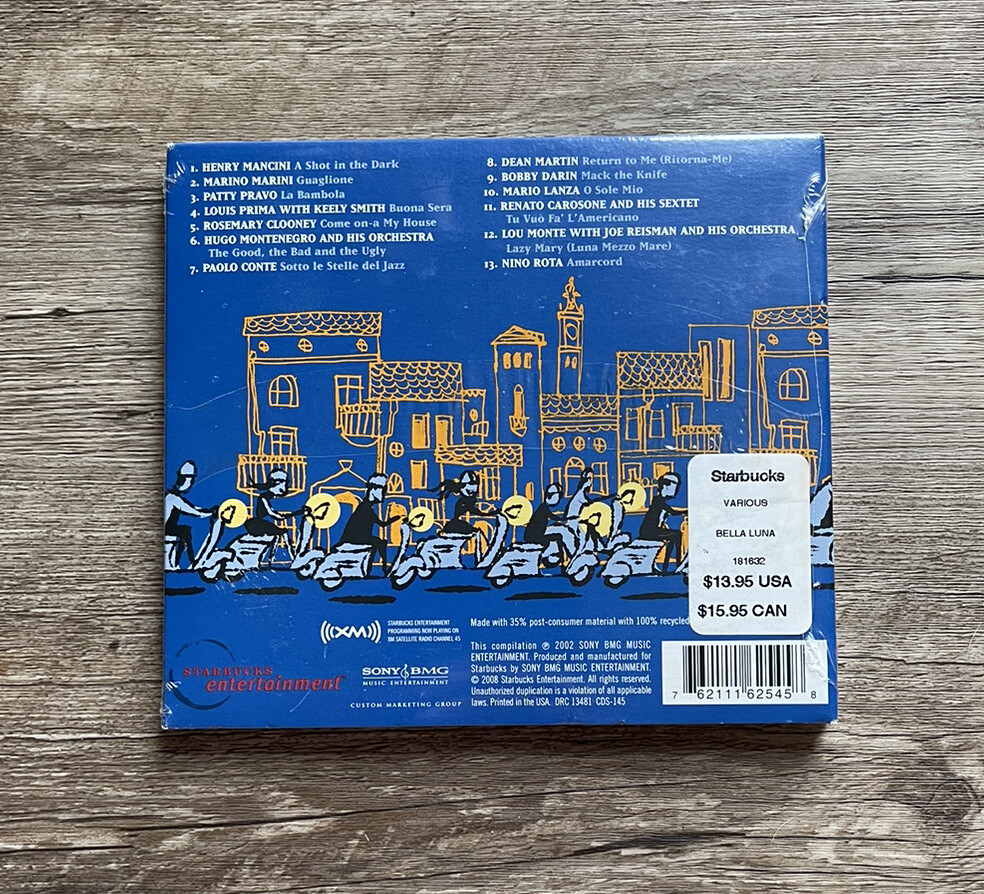 1. HENRY MANCINI A Shot in the Dark
2. MARINO MARINI Guaglione
3. PATTY PRAVO La Bambola
4. LOUIS PRIMA WITH KEELY SMITH Buona Sera
5. ROSEMARY CLOONEY Come on-a My House
6. HUGO MONTENEGRO AND HIS ORCHESTRA
The Good, the Bad and the Ugly
7. PAOLO CONTE Sotto le Stelle del Jazz
8. DEAN MARTIN Return to Me (Ritorna-Me)
9. BOBBY DARIN Mack the Knife
10. MARIO LANZA O Sole Mio
11. RENATO CAROSONE AND HIS SEXTET
Tu Vuò Fa' L'Americano
12. LOU MONTE WITH JOE REISMAN AND HIS ORCHESTRA
Lazy Mary (Luna Mezzo Mare)
13. NINO ROTA Amarcord
Starbucks
VARIOUS
BELLA LUNA
181632
$13.95 USA
$15.95 CAN
((XM))
STARBUCKS ENTERTAINMENT
PROGRAMMING NOW PLAYING ON
XM SATELLITE RADIO CHANNEL 45
Made with 35% post-consumer material with 100% recycled
STARBUCKS
entertainment™
SONY BMG
MUSIC ENTERTAINMENT
CUSTOM MARKETING GROUP
This compilation ℗ 2002 SONY BMG MUSIC
ENTERTAINMENT. Produced and manufactured for
Starbucks by SONY BMG MUSIC ENTERTAINMENT.
© 2008 Starbucks Entertainment. All rights reserved.
Unauthorized duplication is a violation of all applicable
laws. Printed in the USA. DRC 13481 CDS-145
7 62111 62545 8